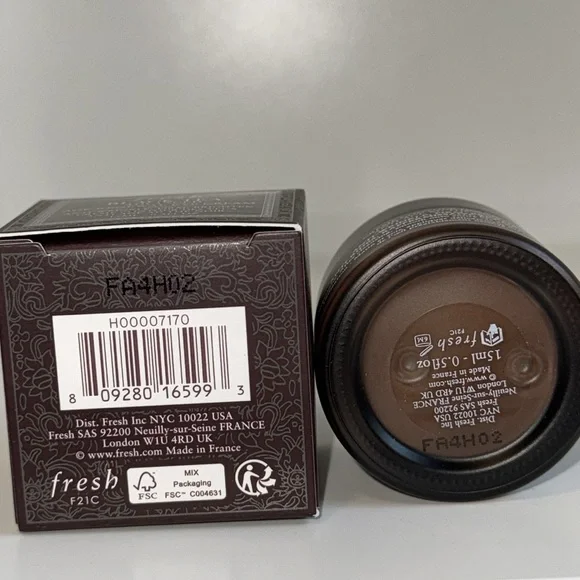 FA4H02
H00007170
8 09280 16599 3
Dist. Fresh Inc NYC 10022 USA
Fresh SAS 92200 Neuilly-sur-Seine FRANCE
London W1U 4RD UK
© www.fresh.com Made in France
fresh
F21C
FSC
MIX
Packaging
FSC™ C004631
fresh
F21C
6M
15ml - 0.5fl oz
Made in France
© www.fresh.com
London W1U 4RD UK
Neuilly-sur-Seine FRANCE
Fresh SAS 92200
NYC 10022 USA
Dist. Fresh Inc
FA4H02